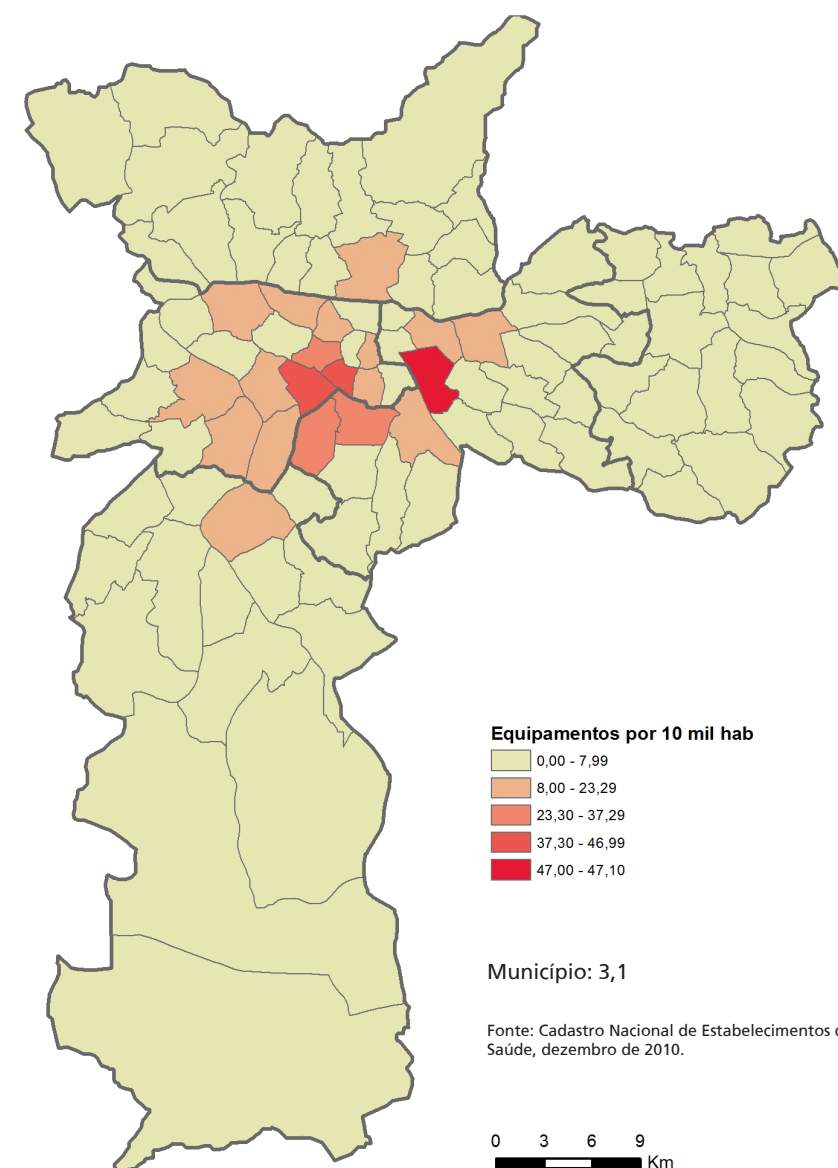 Equipamentos por 10 mil hab
0,00 - 7,99
8,00 - 23,29
23,30 - 37,29
37,30 - 46,99
47,00 - 47,10
Município: 3,1
Fonte: Cadastro Nacional de Estabelecimentos
Saúde, dezembro de 2010.
0 3 6 9
Km